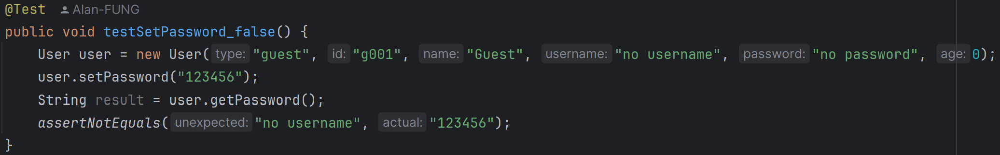 @Test Alan-FUNG
public void testSetPassword_false() {
User user = new User( type: "guest", id: "g001", name: "Guest", username: "no username", password: "no password", age: 0);
user.setPassword("123456");
String result = user.getPassword();
assertNotEquals( unexpected: "no username", actual: "123456");
}